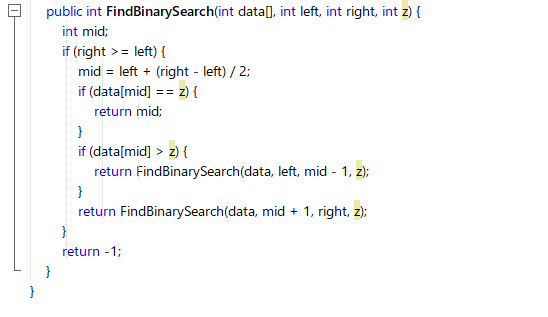 public int FindBinarySearch(int data[], int left, int right, int z) {
int mid;
if (right >= left) {
mid = left + (right - left) / 2;
if (data[mid] == z) {
return mid;
}
if (data[mid] > z) {
return FindBinarySearch(data, left, mid - 1, z);
}
return FindBinarySearch(data, mid + 1, right, z);
}
return -1;
}
}